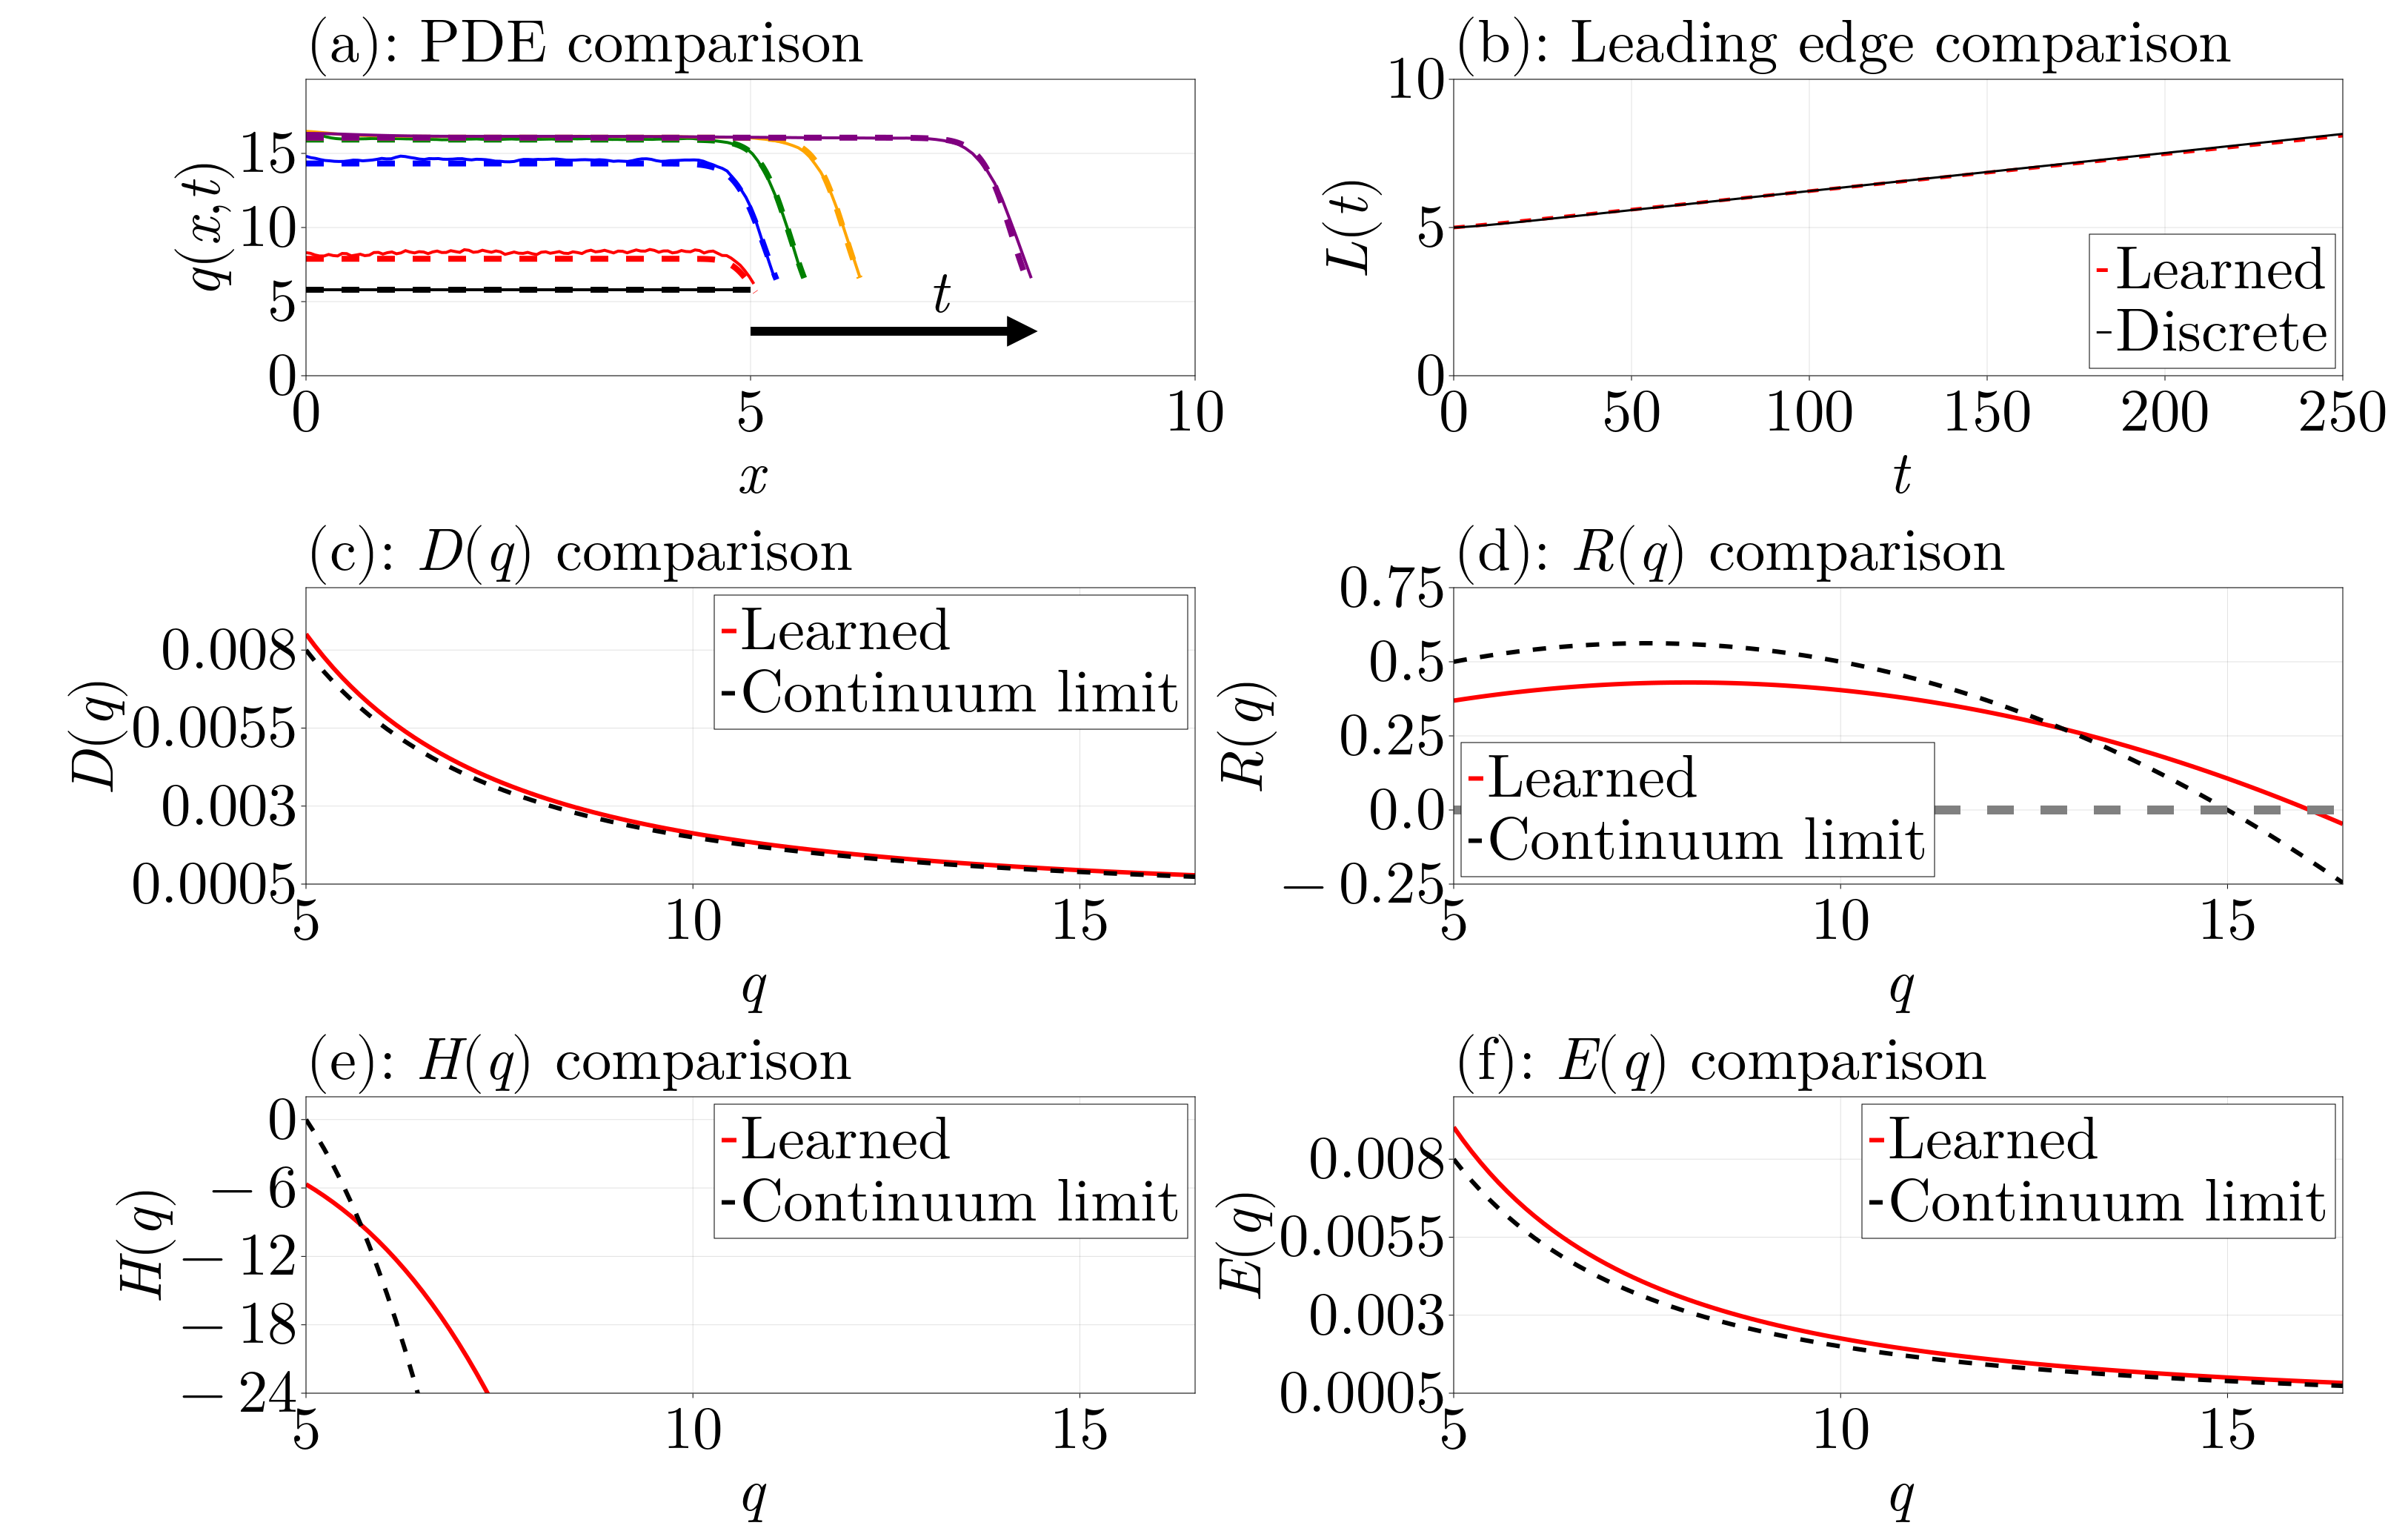 (a): PDE comparison
q(x,t)
15
10
5
0
t
0
5
10
x
(b): Leading edge comparison
L(t)
10
5
0
Learned
Discrete
0
50
100
150
200
250
t
(c): D(q) comparison
D(q)
0.008
0.0055
0.003
0.0005
Learned
Continuum limit
5
10
15
q
(d): R(q) comparison
R(q)
0.75
0.5
0.25
0.0
−0.25
Learned
Continuum limit
5
10
15
q
(e): H(q) comparison
H(q)
0
−6
−12
−18
−24
Learned
Continuum limit
5
10
15
q
(f): E(q) comparison
E(q)
0.008
0.0055
0.003
0.0005
Learned
Continuum limit
5
10
15
q